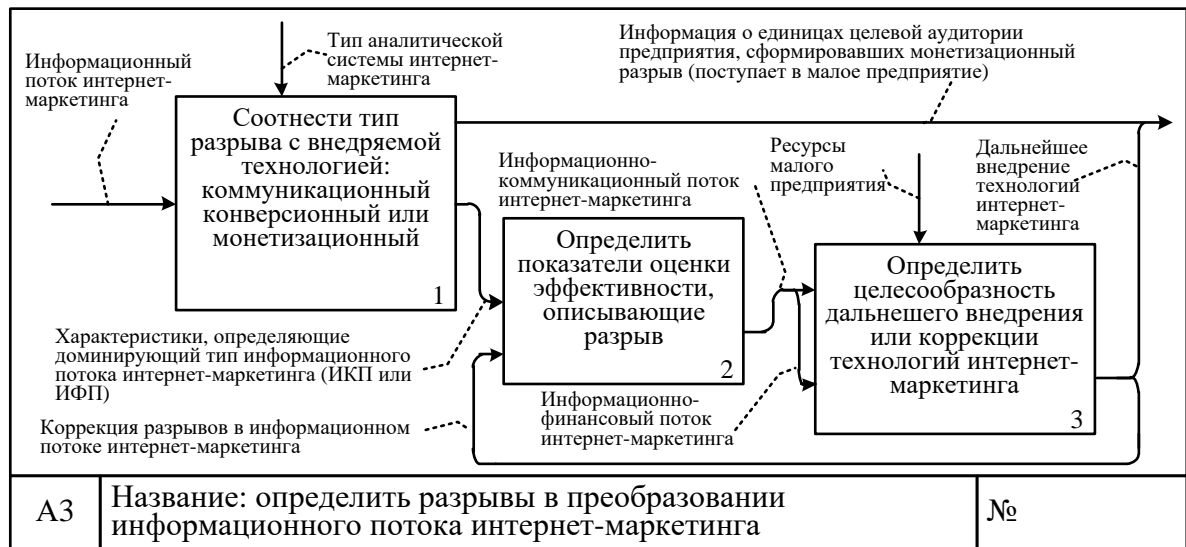 Информационный
поток интернет-
маркетинга
Тип аналитической
системы интернет-
маркетинга
Информация о единицах целевой аудитории
предприятия, сформировавших монетизационный
разрыв (поступает в малое предприятие)
Соотнести тип
разрыва с внедряемой
технологией:
коммуникационный
конверсионный или
монетизационный
1
Информационно-
коммуникационный поток
интернет-маркетинга
Ресурсы
малого
предприятия
Дальнейшее
внедрение
технологий
интернет-
маркетинга
Определить
показатели оценки
эффективности,
описывающие
разрыв
2
Определить
целесообразность
дальнешего внедрения
или коррекции
технологий интернет-
маркетинга
3
Характеристики, определяющие
доминирующий тип информационного
потока интернет-маркетинга (ИКП или
ИФП)
Информационно-
финансовый поток
интернет-маркетинга
Коррекция разрывов в информационном
потоке интернет-маркетинга
А3
Название: определить разрывы в преобразовании
информационного потока интернет-маркетинга
№